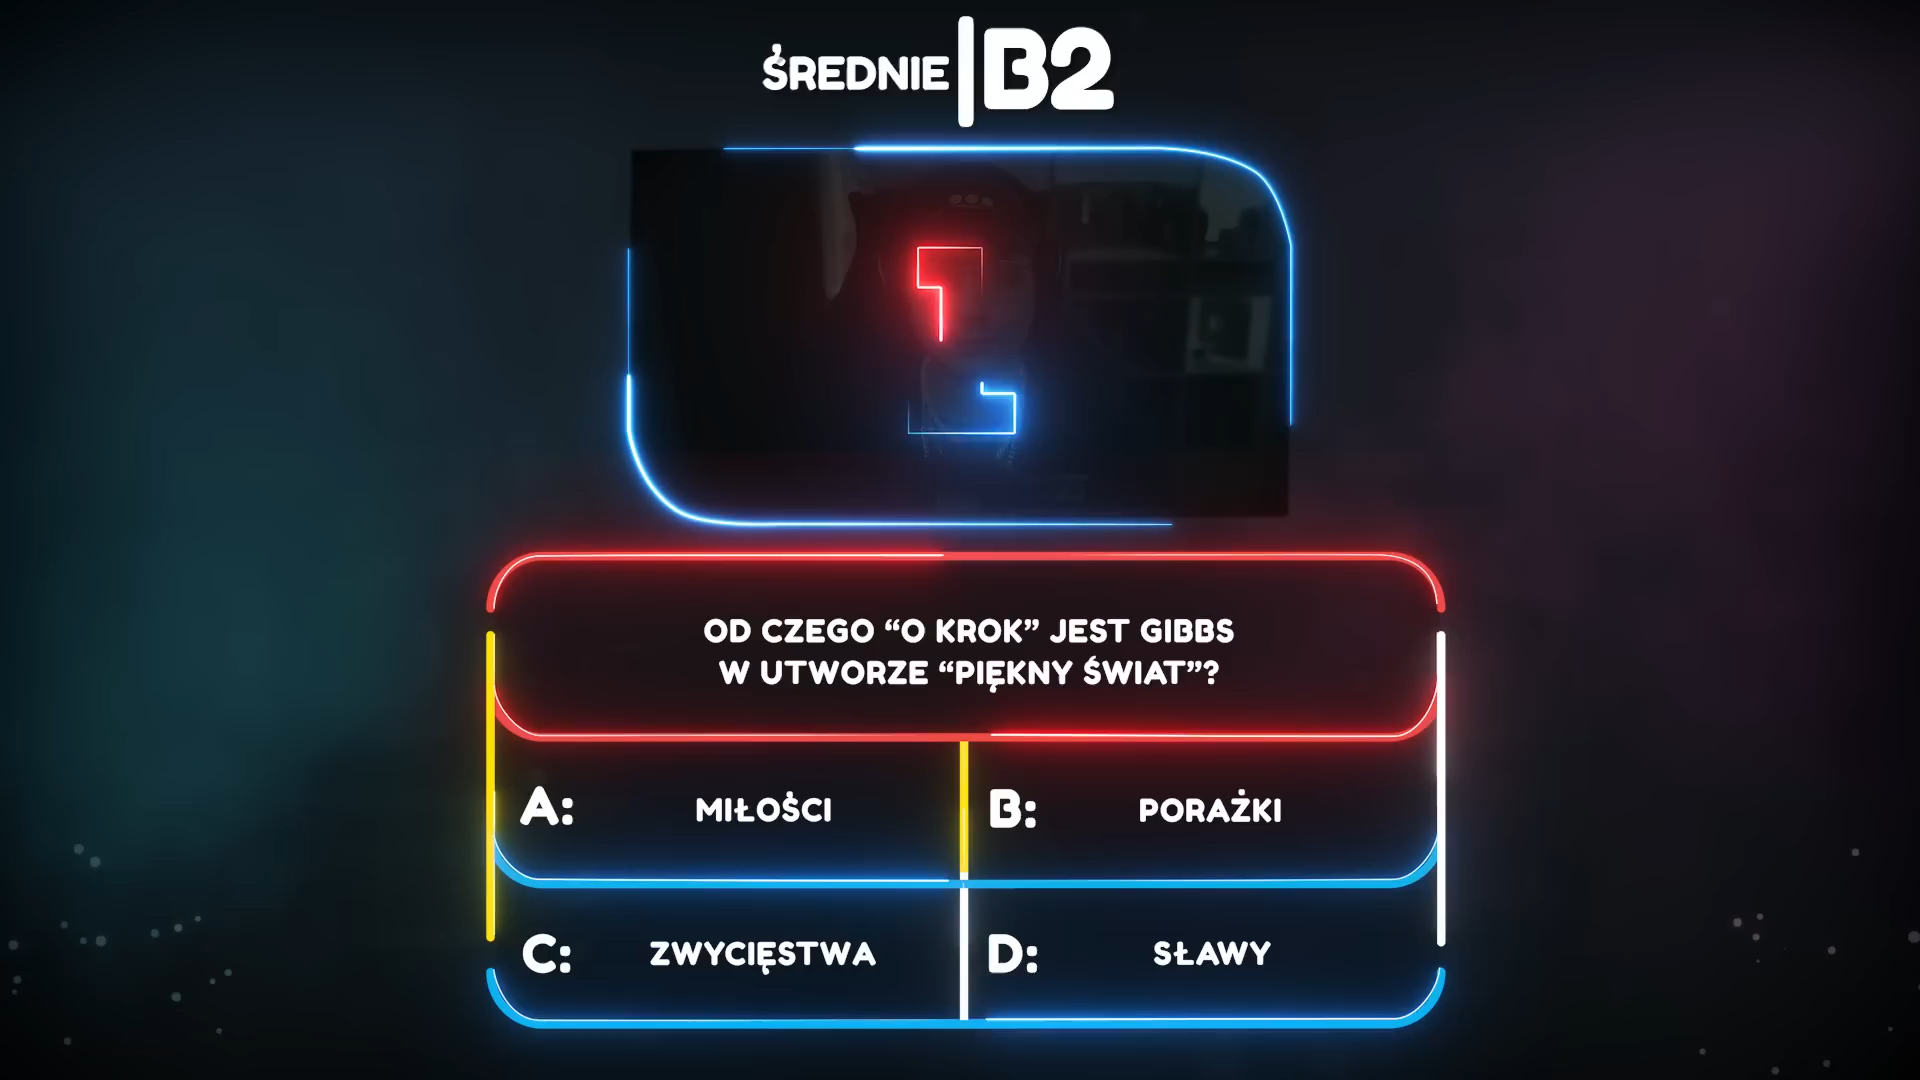 ŚREDNIE B2
OD CZEGO “O KROK” JEST GIBBS
W UTWORZE “PIĘKNY ŚWIAT”?
A: MIŁOŚCI
B: PORAŻKI
C: ZWYCIĘSTWA
D: SŁAWY